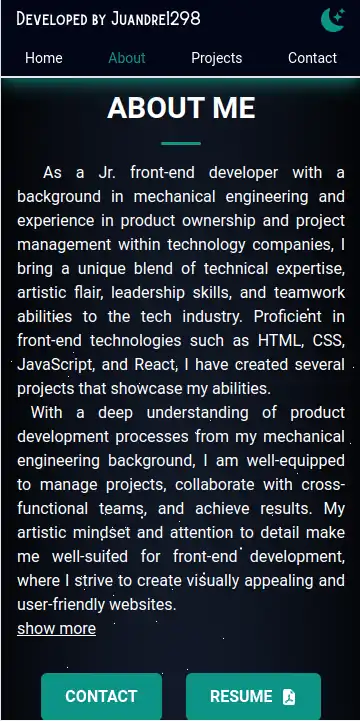 Developed by Juandre1298
Home About Projects Contact
ABOUT ME
As a Jr. front-end developer with a
background in mechanical engineering and
experience in product ownership and project
management within technology companies, I
bring a unique blend of technical expertise,
artistic flair, leadership skills, and teamwork
abilities to the tech industry. Proficient in
front-end technologies such as HTML, CSS,
JavaScript, and React, I have created several
projects that showcase my abilities.
With a deep understanding of product
development processes from my mechanical
engineering background, I am well-equipped
to manage projects, collaborate with cross-
functional teams, and achieve results. My
artistic mindset and attention to detail make
me well-suited for front-end development,
where I strive to create visually appealing and
user-friendly websites.
show more
CONTACT RESUME